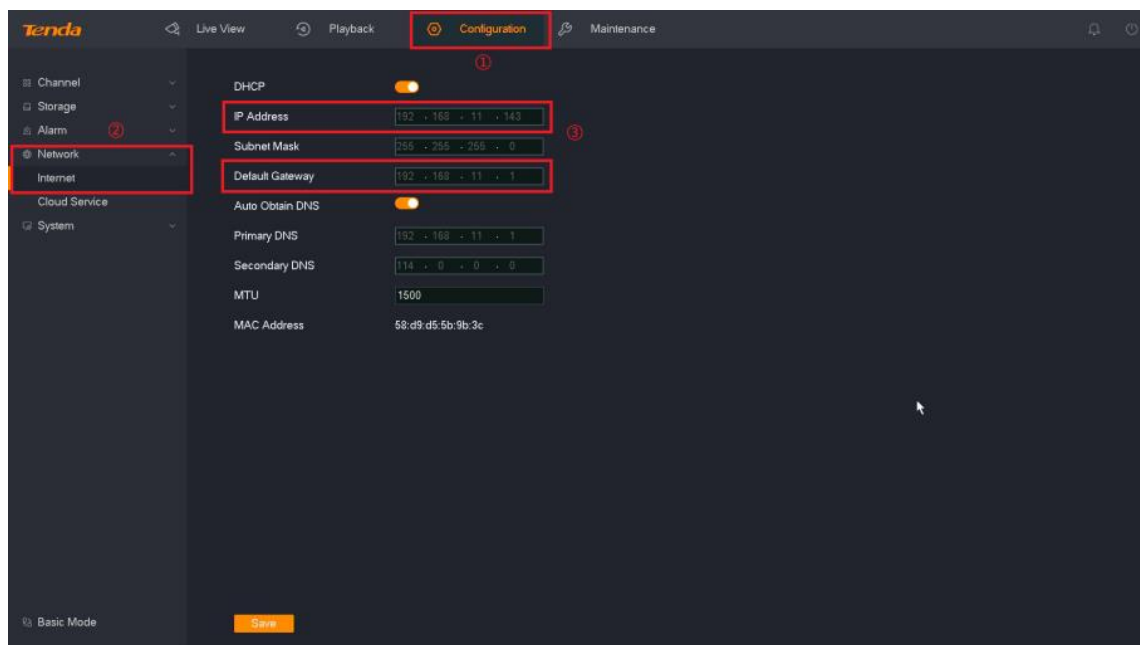 Tenda Live View Playback Configuration Maintenance
①
Channel
Storage
Alarm ②
Network
Internet
Cloud Service
System
DHCP
IP Address 192 . 168 . 11 . 143
③
Subnet Mask 255 . 255 . 255 . 0
Default Gateway 192 . 168 . 11 . 1
Auto Obtain DNS
Primary DNS 192 . 168 . 11 . 1
Secondary DNS 114 . 0 . 0 . 0
MTU 1500
MAC Address 58:d9:d5:5b:9b:3c
Basic Mode Save